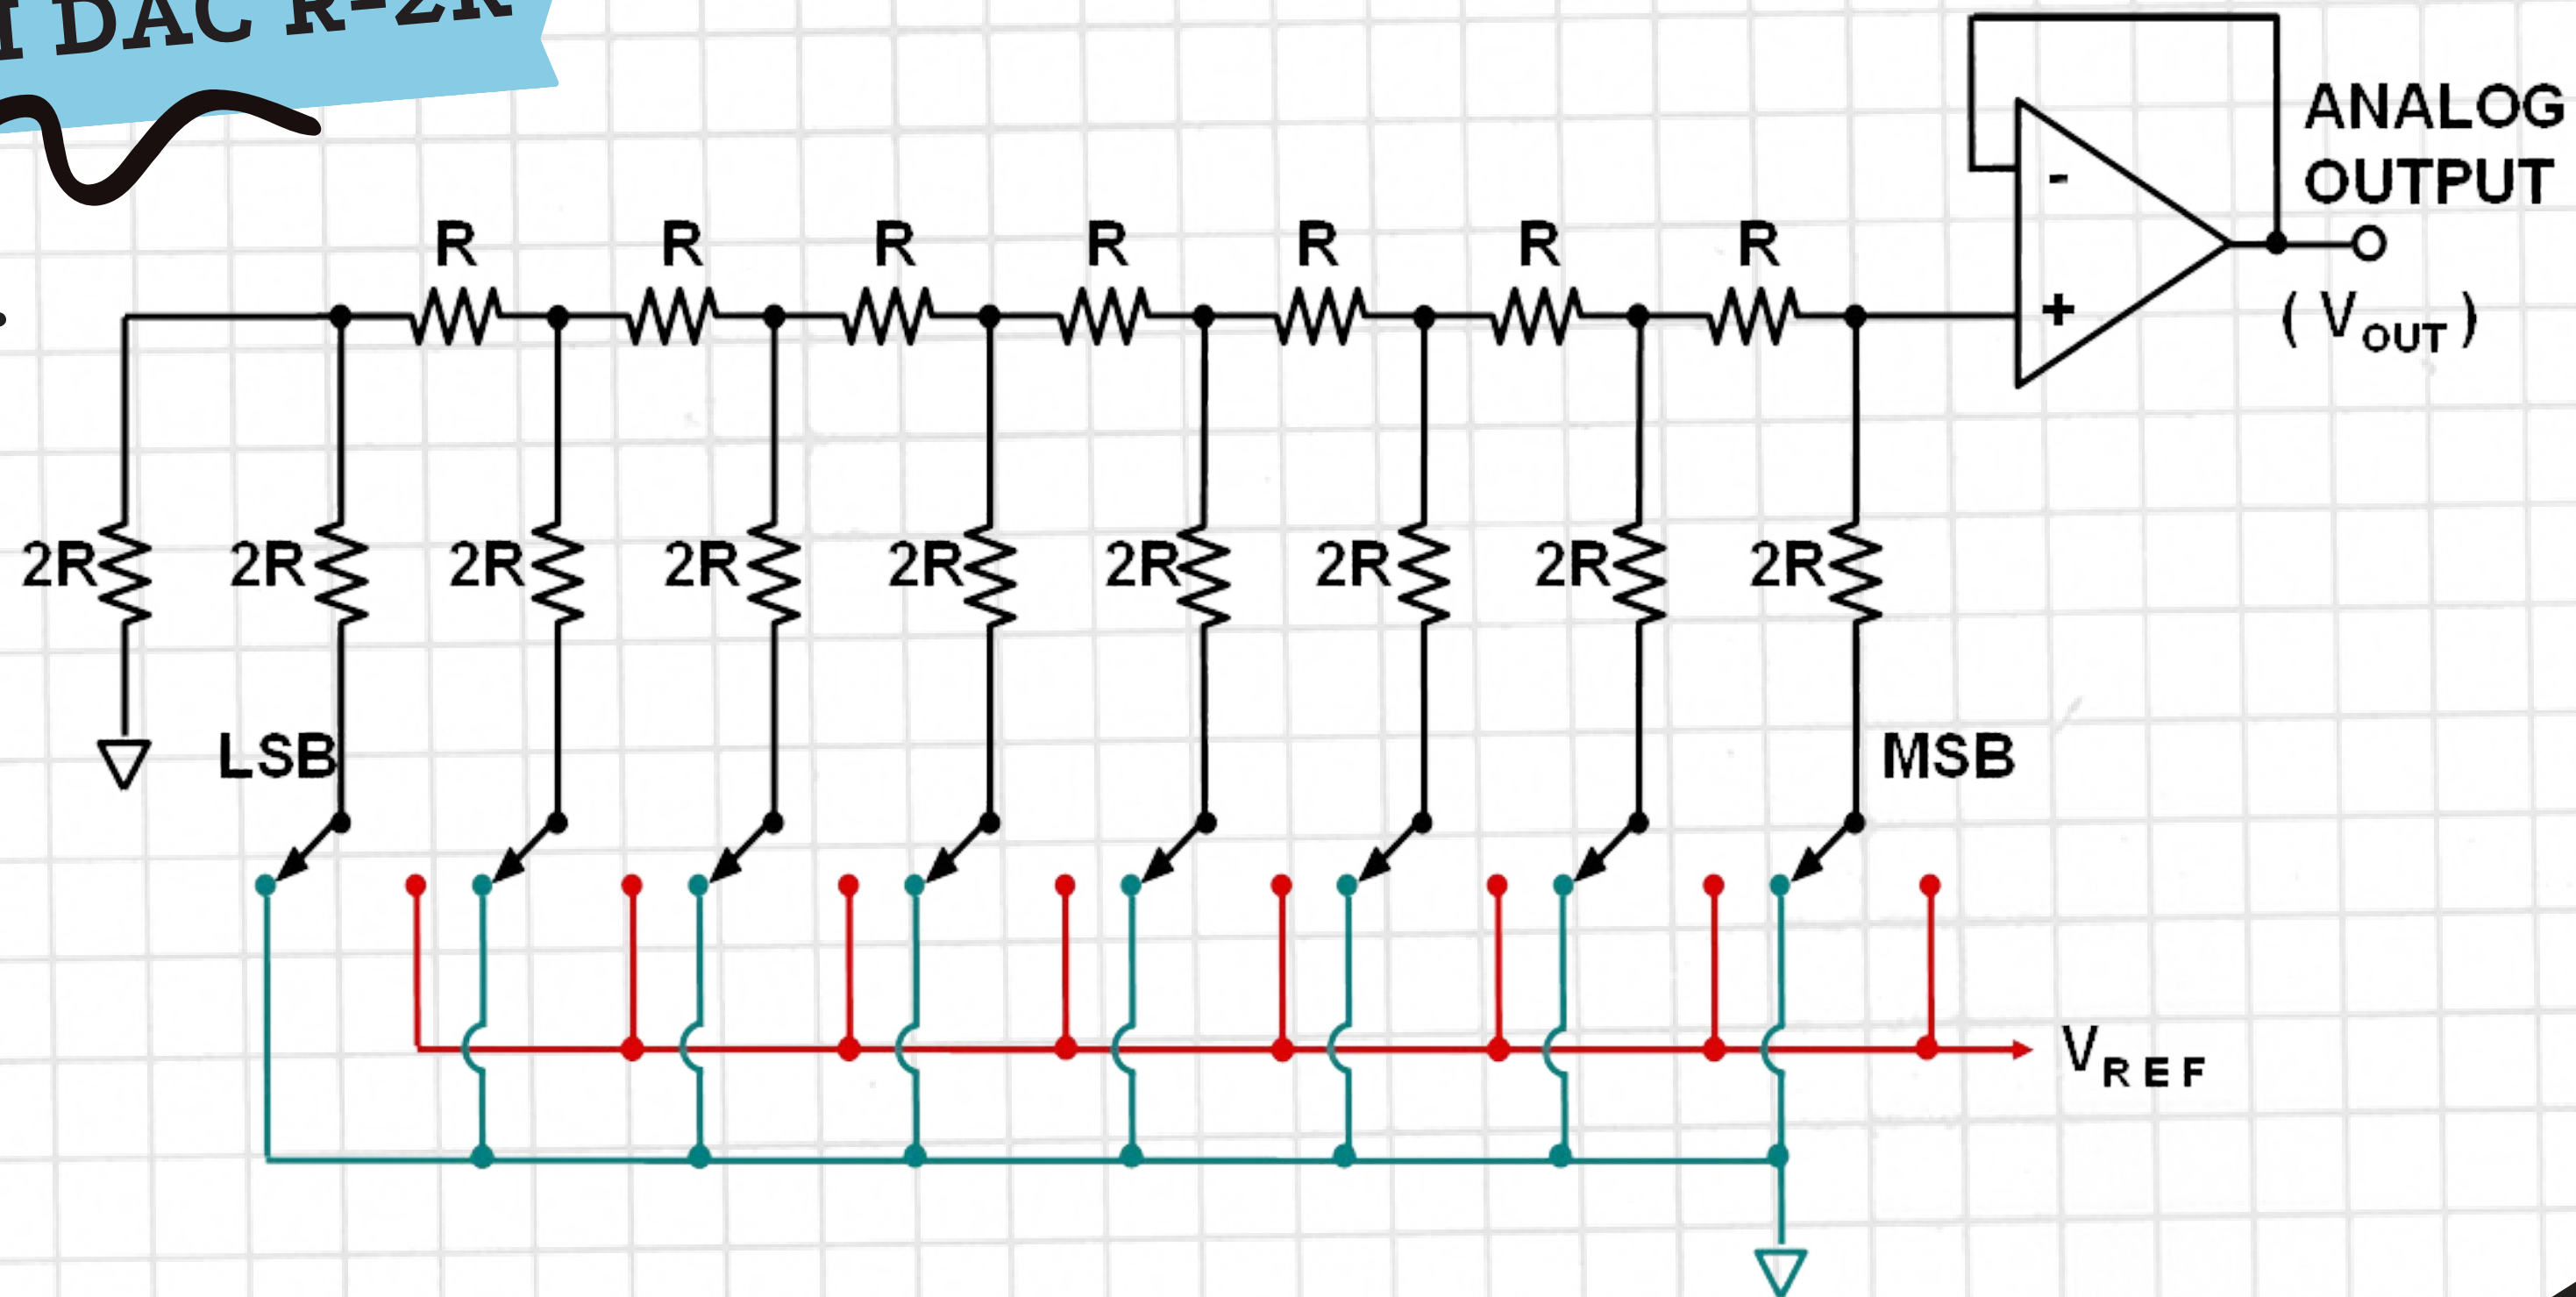 DAC R-2R
ANALOG
OUTPUT
( VOUT )
R R R R R R R
2R 2R 2R 2R 2R 2R 2R 2R 2R
LSB
MSB
VREF
-
+